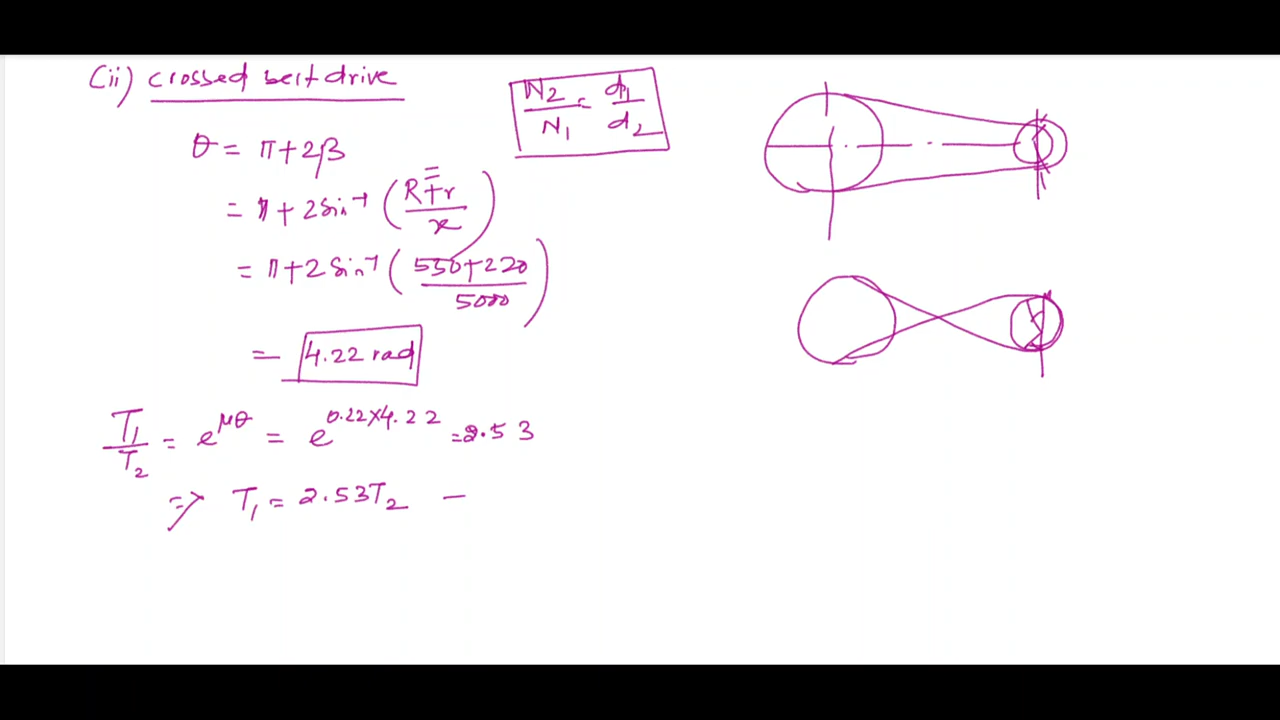 (ii) crossed belt drive
N2/N1 = d1/d2
θ = π+2β
= π + 2 Sin⁻¹ (R+r/x)
= π+2 Sin⁻¹ (550+220/5000)
= 4.22 rad
T1/T2 = e^μθ = e^0.22×4.22 = 2.53
=> T1 = 2.53T2 —